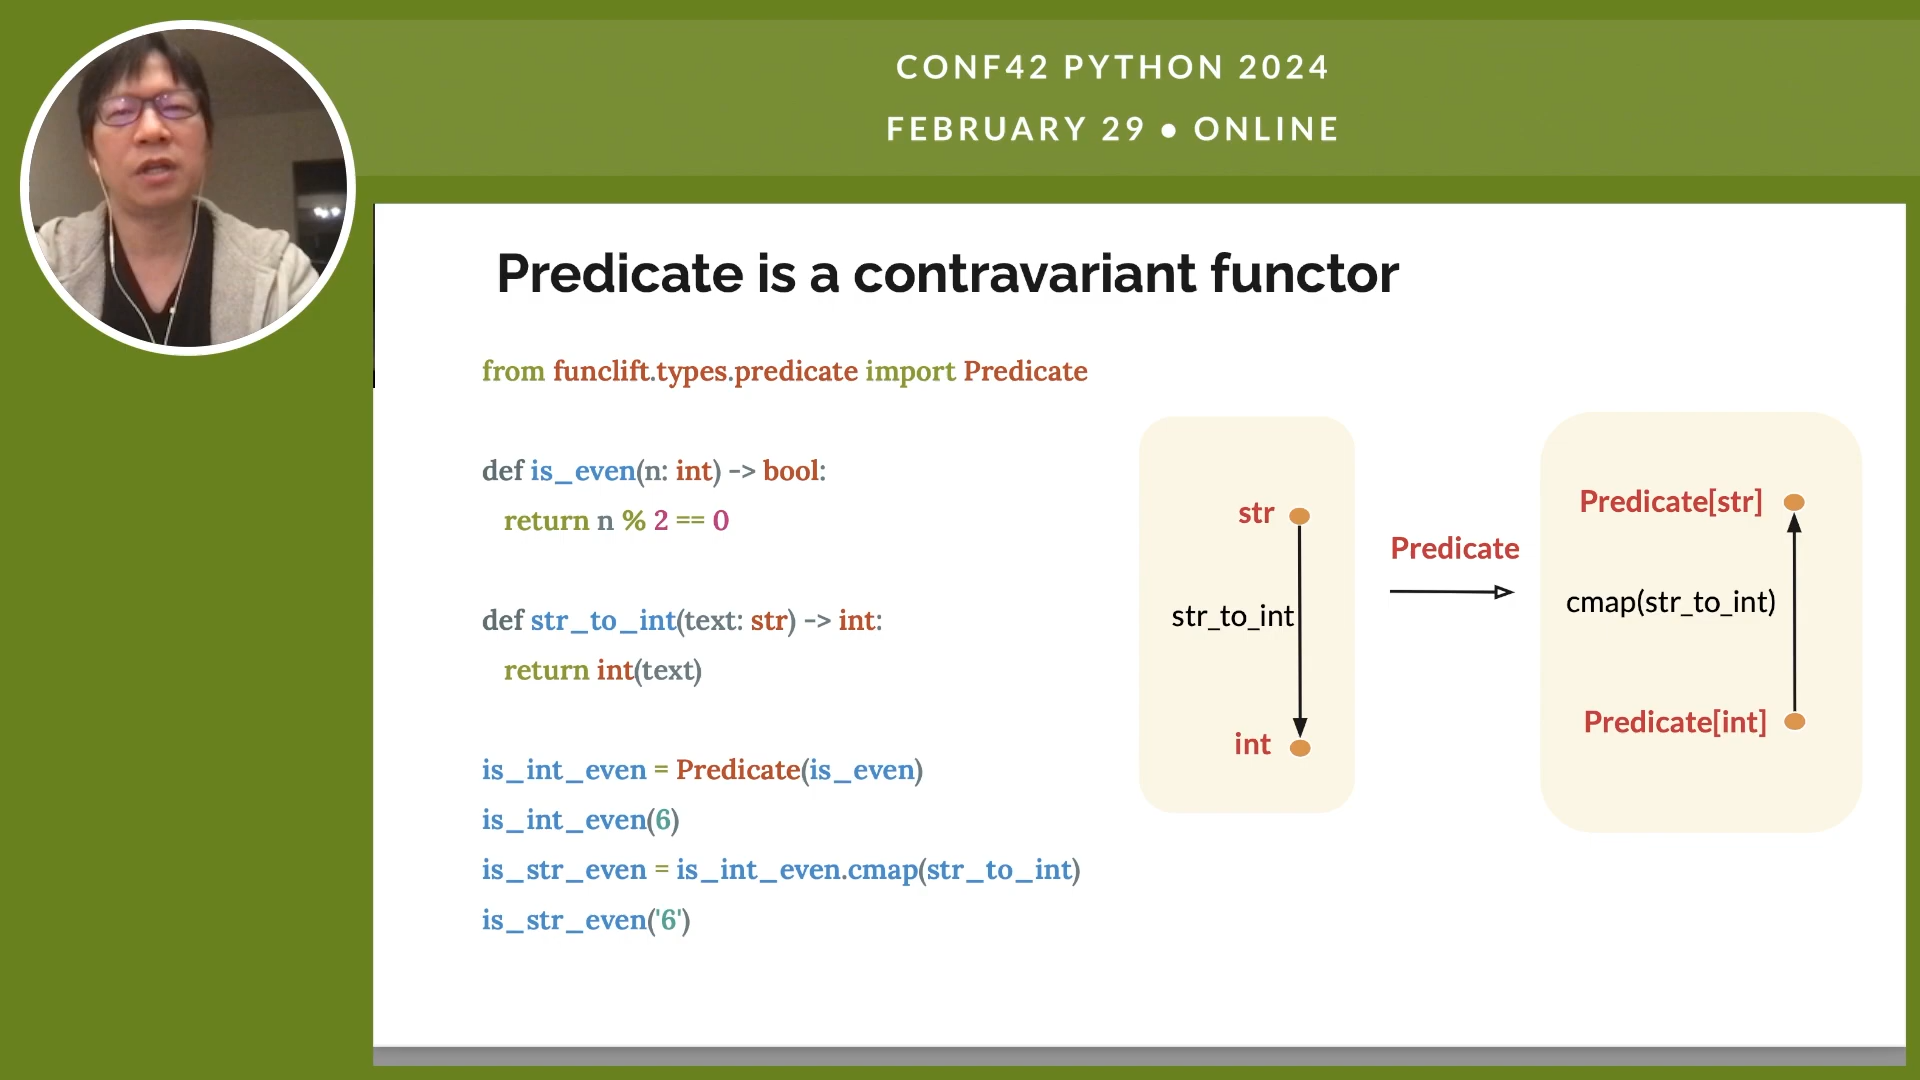 CONF42 PYTHON 2024
FEBRUARY 29 • ONLINE
Predicate is a contravariant functor
from funclift.types.predicate import Predicate
def is_even(n: int) -> bool:
return n % 2 == 0
def str_to_int(text: str) -> int:
return int(text)
is_int_even = Predicate(is_even)
is_int_even(6)
is_str_even = is_int_even.cmap(str_to_int)
is_str_even('6')
str
str_to_int
int
Predicate
Predicate[str]
cmap(str_to_int)
Predicate[int]